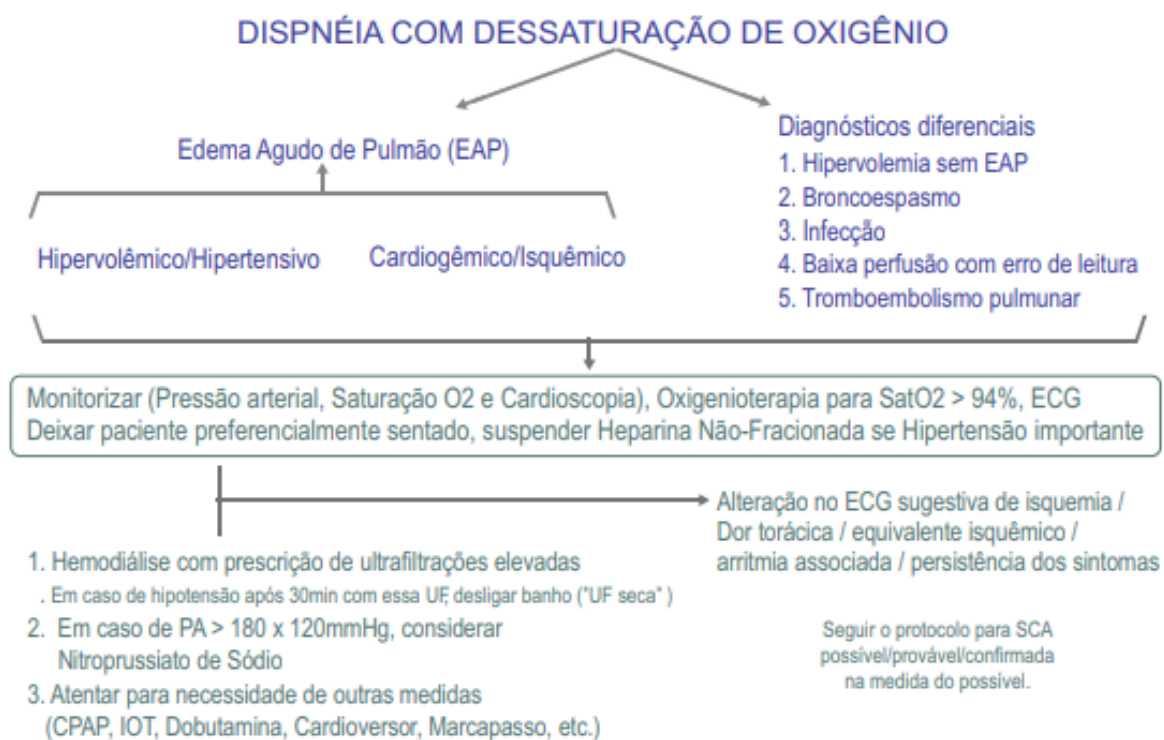 DISPNÉIA COM DESSATURAÇÃO DE OXIGÊNIO
Edema Agudo de Pulmão (EAP)
Hipervolêmico/Hipertensivo
Cardiogêmico/Isquêmico
Diagnósticos diferenciais
1. Hipervolemia sem EAP
2. Broncoespasmo
3. Infecção
4. Baixa perfusão com erro de leitura
5. Tromboembolismo pulmunar
Monitorizar (Pressão arterial, Saturação O2 e Cardioscopia), Oxigenioterapia para SatO2 > 94%, ECG
Deixar paciente preferencialmente sentado, suspender Heparina Não-Fracionada se Hipertensão importante
1. Hemodiálise com prescrição de ultrafiltrações elevadas
. Em caso de hipotensão após 30min com essa UF, desligar banho ("UF seca" )
2. Em caso de PA > 180 x 120mmHg, considerar
Nitroprussiato de Sódio
3. Atentar para necessidade de outras medidas
(CPAP, IOT, Dobutamina, Cardioversor, Marcapasso, etc.)
Alteração no ECG sugestiva de isquemia /
Dor torácica / equivalente isquêmico /
arritmia associada / persistência dos sintomas
Seguir o protocolo para SCA
possível/provável/confirmada
na medida do possível.